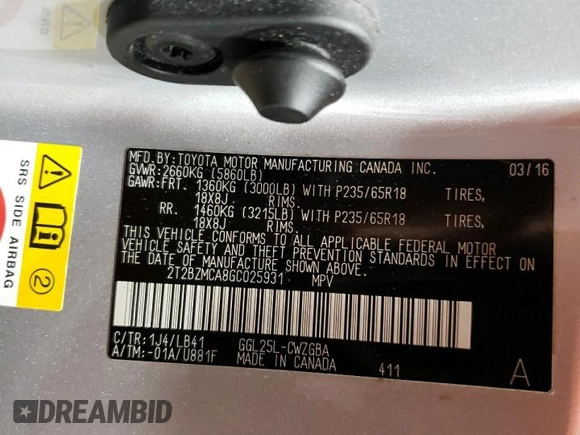 MFD.BY:TOYOTA MOTOR MANUFACTURING CANADA INC. 03/16
GVWR:2660KG (5860LB)
GAWR:FRT. 1360KG (3000LB) WITH P235/65R18 TIRES,
18X8J RIMS.
RR. 1460KG (3215LB) WITH P235/65R18 TIRES,
18X8J RIMS.
THIS VEHICLE CONFORMS TO ALL APPLICABLE FEDERAL MOTOR
VEHICLE SAFETY AND THEFT PREVENTION STANDARDS IN EFFECT ON
THE DATE OF MANUFACTURE SHOWN ABOVE.
2T2BZMCA8GC025931 MPV
C/TR:1J4/LB41 GGL25L-CWZGBA
A/TM:-01A/U881F MADE IN CANADA 411 A
SRS SIDE AIRBAG
2
DREAMBID